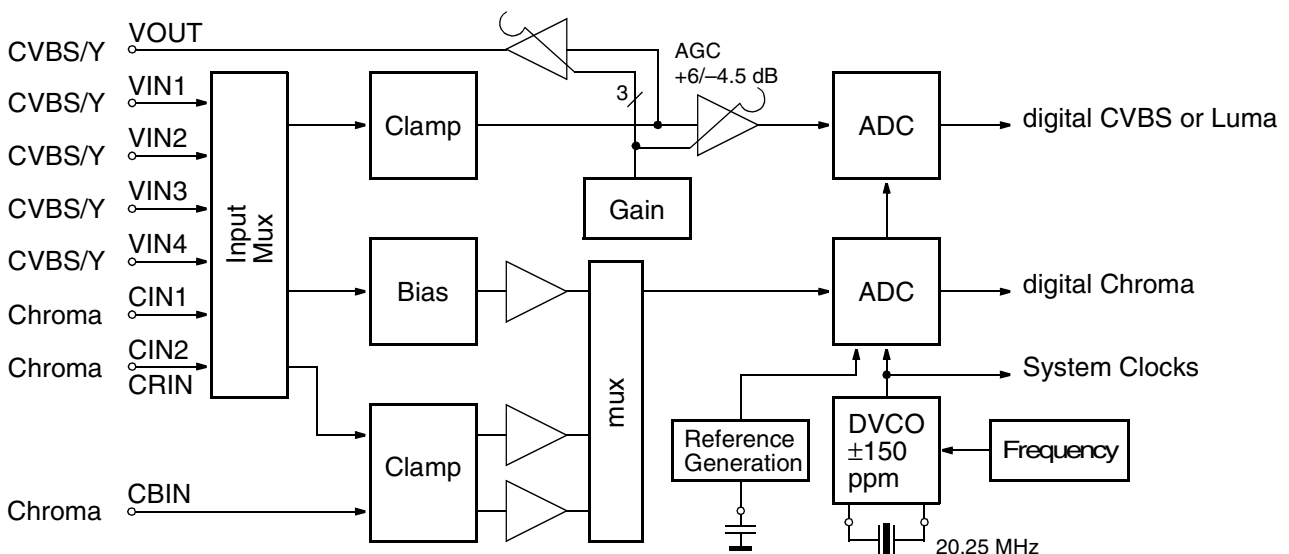 CVBS/Y VOUT
CVBS/Y VIN1
CVBS/Y VIN2
CVBS/Y VIN3
CVBS/Y VIN4
Chroma CIN1
Chroma CIN2
CRIN
Chroma CBIN
Input
Mux
Clamp
Bias
Clamp
3
AGC
+6/–4.5 dB
Gain
mux
ADC
digital CVBS or Luma
ADC
digital Chroma
System Clocks
Reference
Generation
DVCO
±150
ppm
Frequency
20.25 MHz